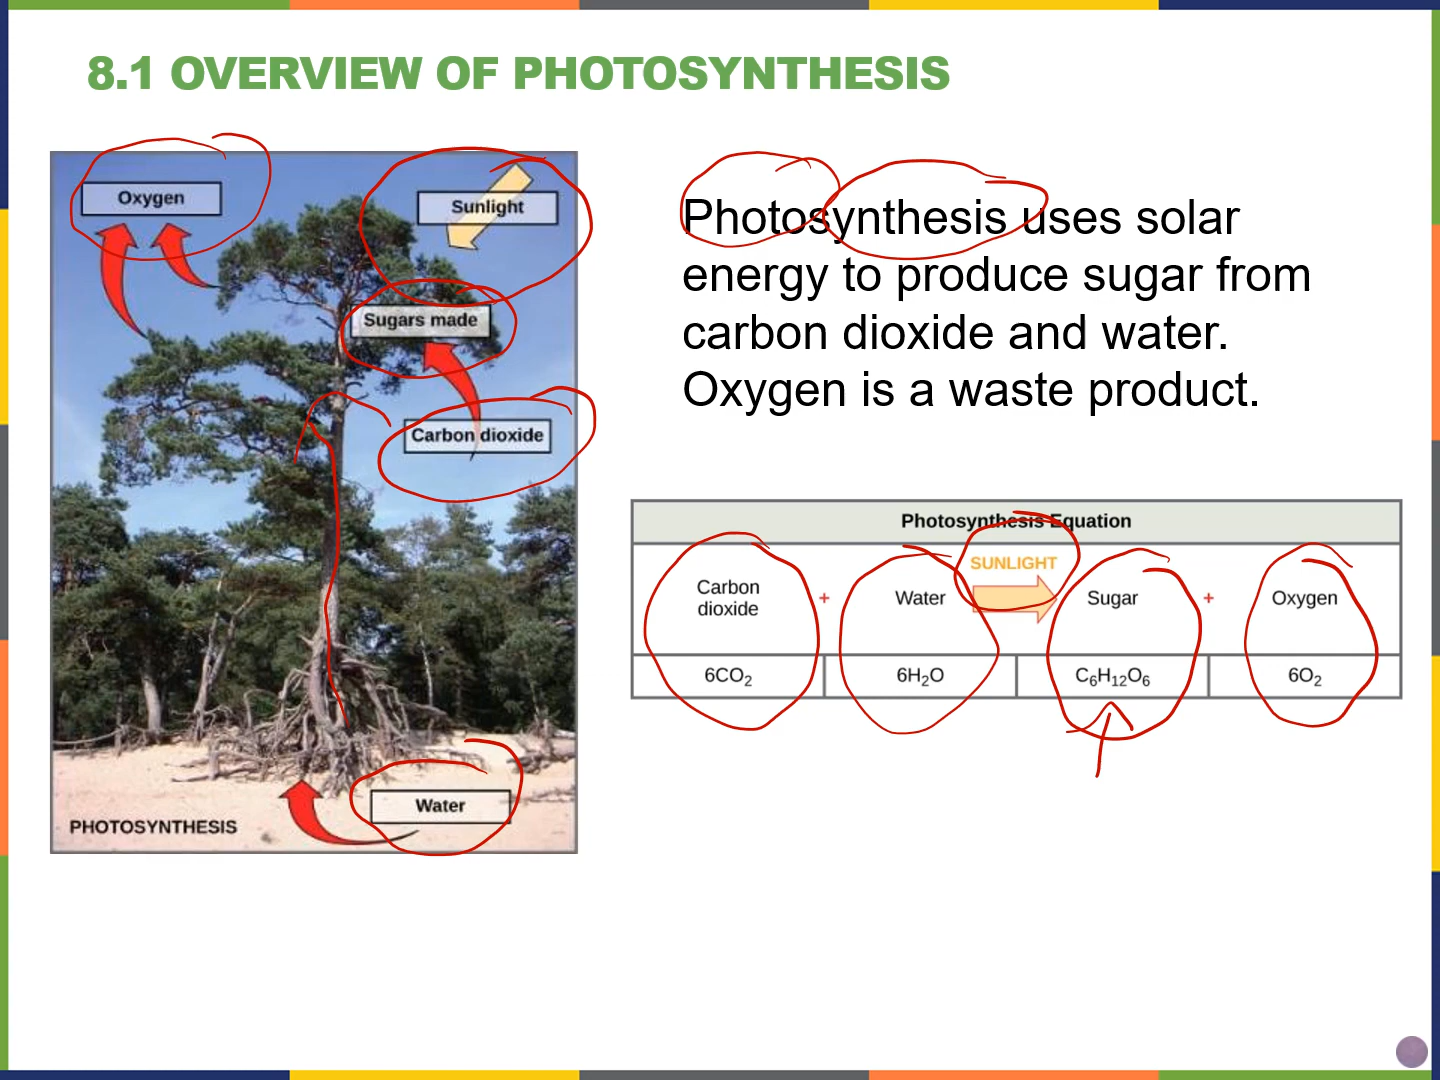 8.1 OVERVIEW OF PHOTOSYNTHESIS
Oxygen
Sunlight
Sugars made
Carbon dioxide
Water
PHOTOSYNTHESIS
Photosynthesis uses solar
energy to produce sugar from
carbon dioxide and water.
Oxygen is a waste product.
Photosynthesis Equation
Carbon
dioxide
+
Water
SUNLIGHT
Sugar
+
Oxygen
6CO₂
6H₂O
C₆H₁₂O₆
6O₂